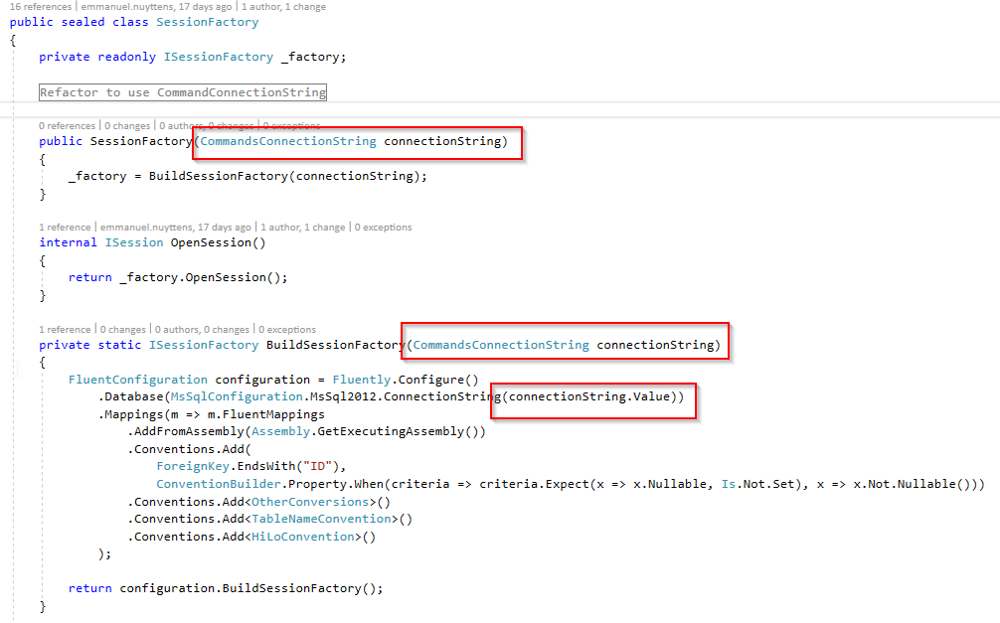 16 references | emmanuel.nuyttens, 17 days ago | 1 author, 1 change
public sealed class SessionFactory
{
    private readonly ISessionFactory _factory;

    Refactor to use CommandConnectionString

    0 references | 0 changes | 0 authors, 0 changes | 0 exceptions
    public SessionFactory(CommandsConnectionString connectionString)
    {
        _factory = BuildSessionFactory(connectionString);
    }

    1 reference | emmanuel.nuyttens, 17 days ago | 1 author, 1 change | 0 exceptions
    internal ISession OpenSession()
    {
        return _factory.OpenSession();
    }

    1 reference | 0 changes | 0 authors, 0 changes | 0 exceptions
    private static ISessionFactory BuildSessionFactory(CommandsConnectionString connectionString)
    {
        FluentConfiguration configuration = Fluently.Configure()
            .Database(MsSqlConfiguration.MsSql2012.ConnectionString(connectionString.Value))
            .Mappings(m => m.FluentMappings
                .AddFromAssembly(Assembly.GetExecutingAssembly())
                .Conventions.Add(
                    ForeignKey.EndsWith("ID"),
                    ConventionBuilder.Property.When(criteria => criteria.Expect(x => x.Nullable, Is.Not.Set), x => x.Not.Nullable()))
                .Conventions.Add<OtherConversions>()
                .Conventions.Add<TableNameConvention>()
                .Conventions.Add<HiLoConvention>()
            );

        return configuration.BuildSessionFactory();
    }